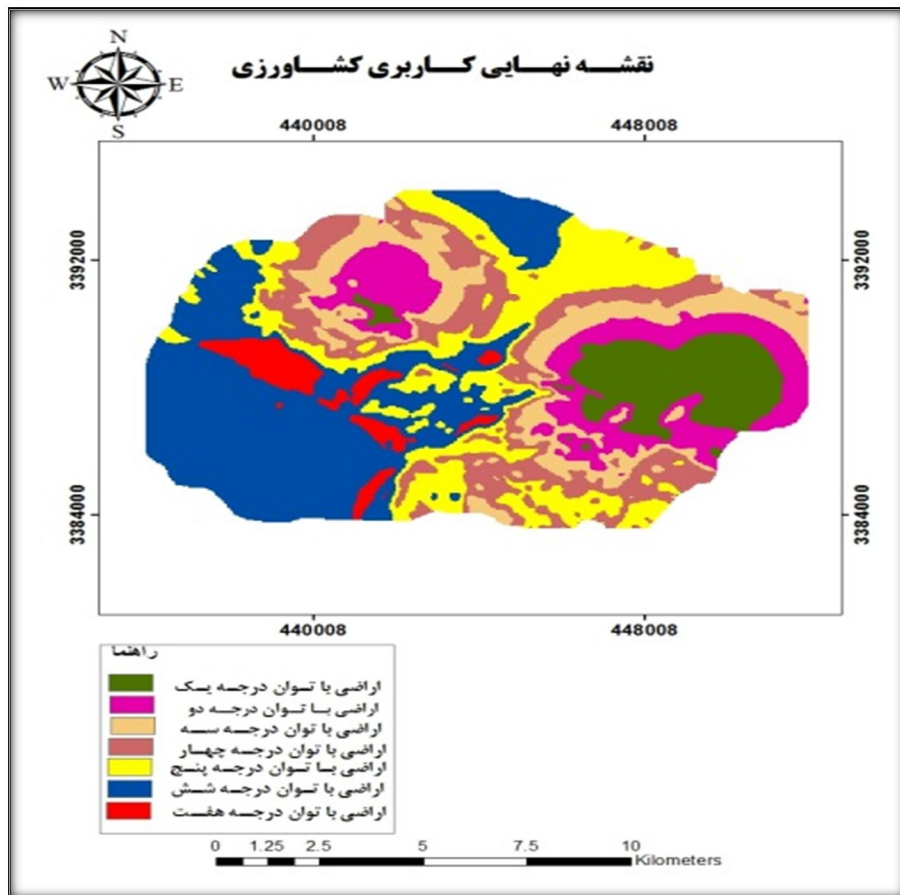 N
نقشه نهایی کاربری کشاورزی
W E
S
440008 448008
3392000 3392000
3384000 3384000
440008 448008
راهنما
اراضی با توان درجه یک
اراضی با توان درجه دو
اراضی با توان درجه سه
اراضی با توان درجه چهار
اراضی با توان درجه پنج
اراضی با توان درجه شش
اراضی با توان درجه هفت
0 1.25 2.5 5 7.5 10
Kilometers